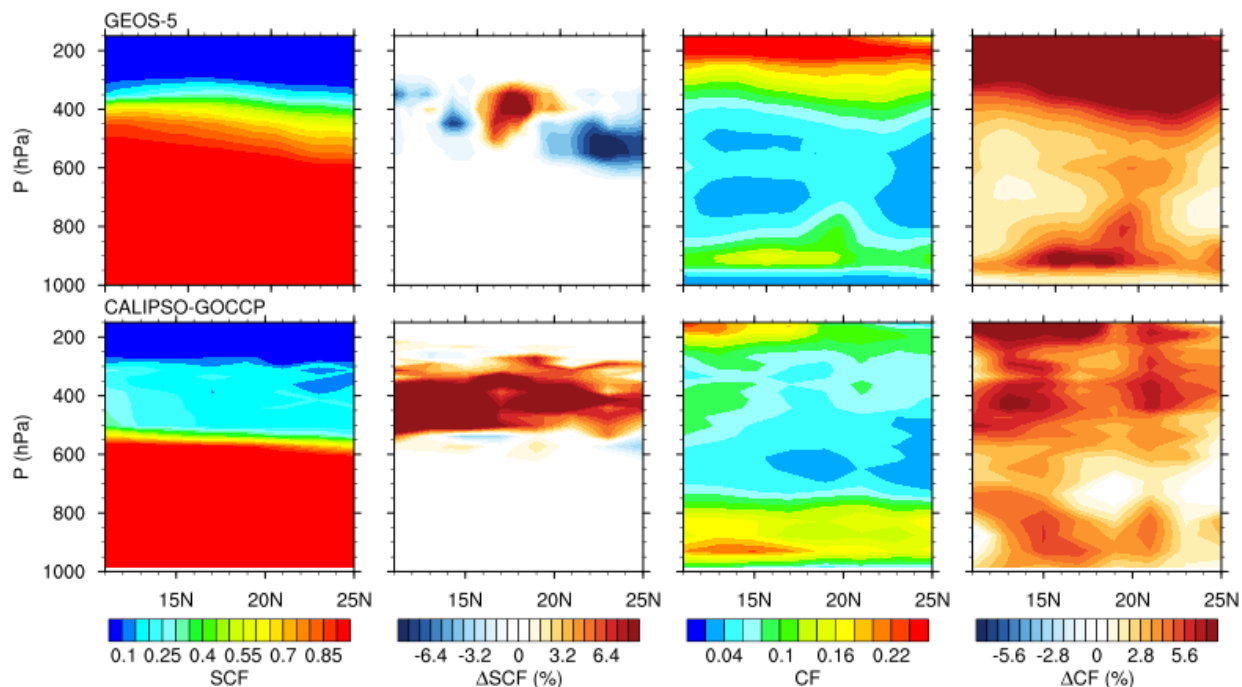 GEOS-5
P (hPa)
200
400
600
800
1000
CALIPSO-GOCCP
P (hPa)
200
400
600
800
1000
15N 20N 25N 15N 20N 25N 15N 20N 25N 15N 20N 25N
0.1 0.25 0.4 0.55 0.7 0.85
SCF
-6.4 -3.2 0 3.2 6.4
ΔSCF (%)
0.04 0.1 0.16 0.22
CF
-5.6 -2.8 0 2.8 5.6
ΔCF (%)